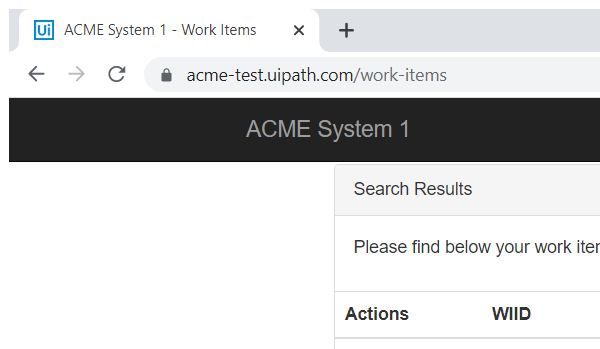 Ui ACME System 1 - Work Items
acme-test.uipath.com/work-items
ACME System 1
Search Results
Please find below your work
Actions WIID